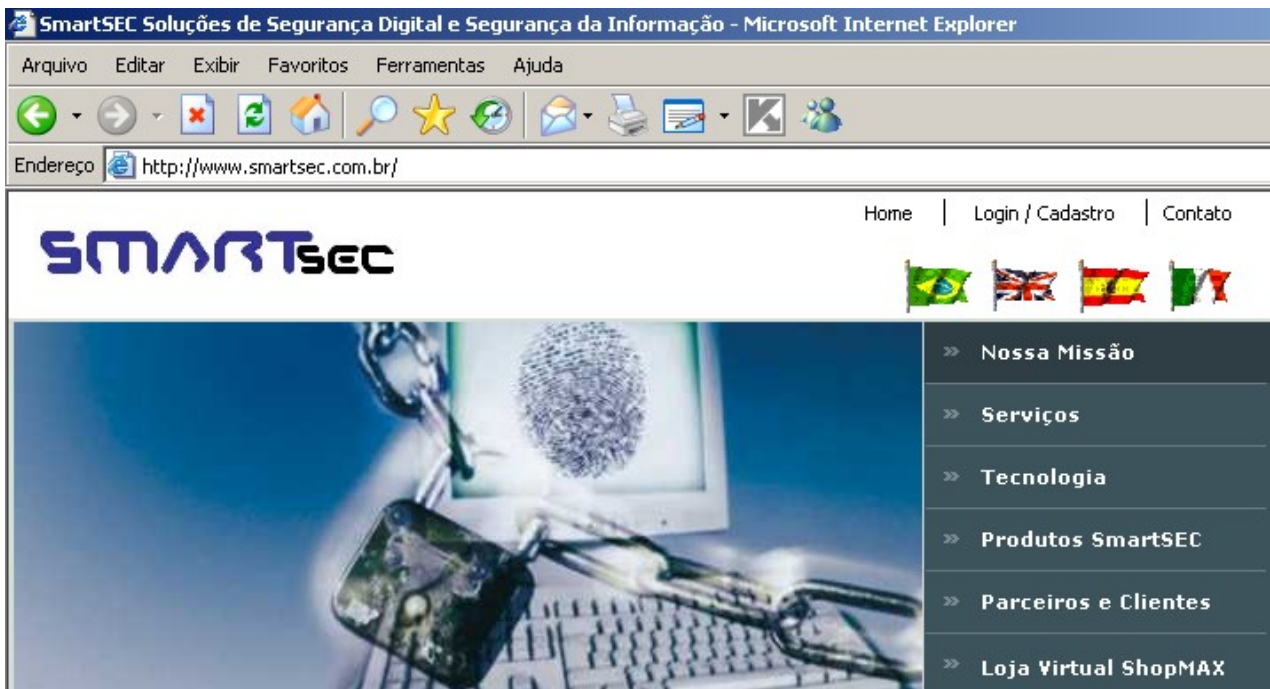 SmartSEC Soluções de Segurança Digital e Segurança da Informação - Microsoft Internet Explorer
Arquivo Editar Exibir Favoritos Ferramentas Ajuda
Endereço http://www.smartsec.com.br/
Home | Login / Cadastro | Contato
SMARTsec
» Nossa Missão
» Serviços
» Tecnologia
» Produtos SmartSEC
» Parceiros e Clientes
» Loja Virtual ShopMAX